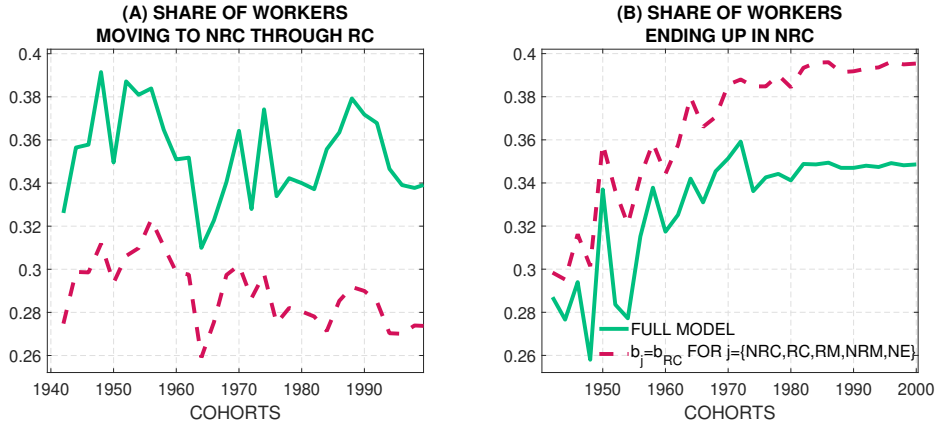 (A) SHARE OF WORKERS
MOVING TO NRC THROUGH RC
0.4
0.38
0.36
0.34
0.32
0.3
0.28
0.26
1940 1950 1960 1970 1980 1990
COHORTS
(B) SHARE OF WORKERS
ENDING UP IN NRC
0.4
0.38
0.36
0.34
0.32
0.3
0.28
0.26
FULL MODEL
b_j=b_RC FOR j={NRC,RC,RM,NRM,NE}
1950 1960 1970 1980 1990 2000
COHORTS